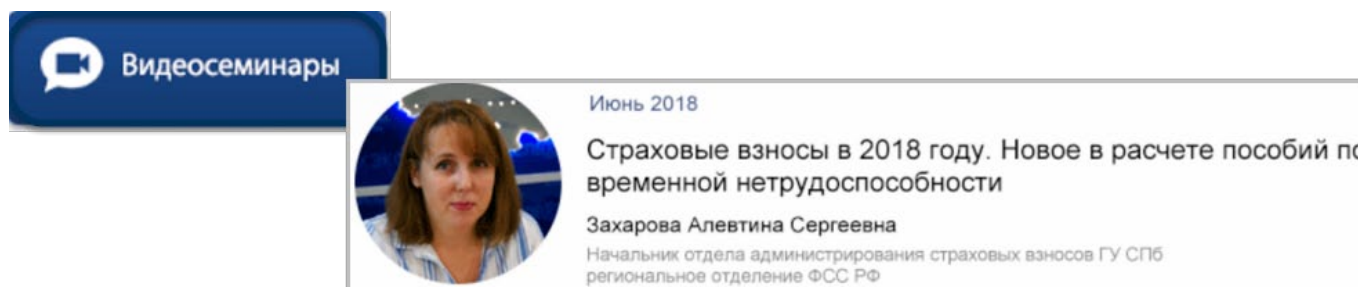 Видеосеминары
Июнь 2018
Страховые взносы в 2018 году. Новое в расчете пособий по
временной нетрудоспособности
Захарова Алевтина Сергеевна
Начальник отдела администрирования страховых взносов ГУ СПб
региональное отделение ФСС РФ